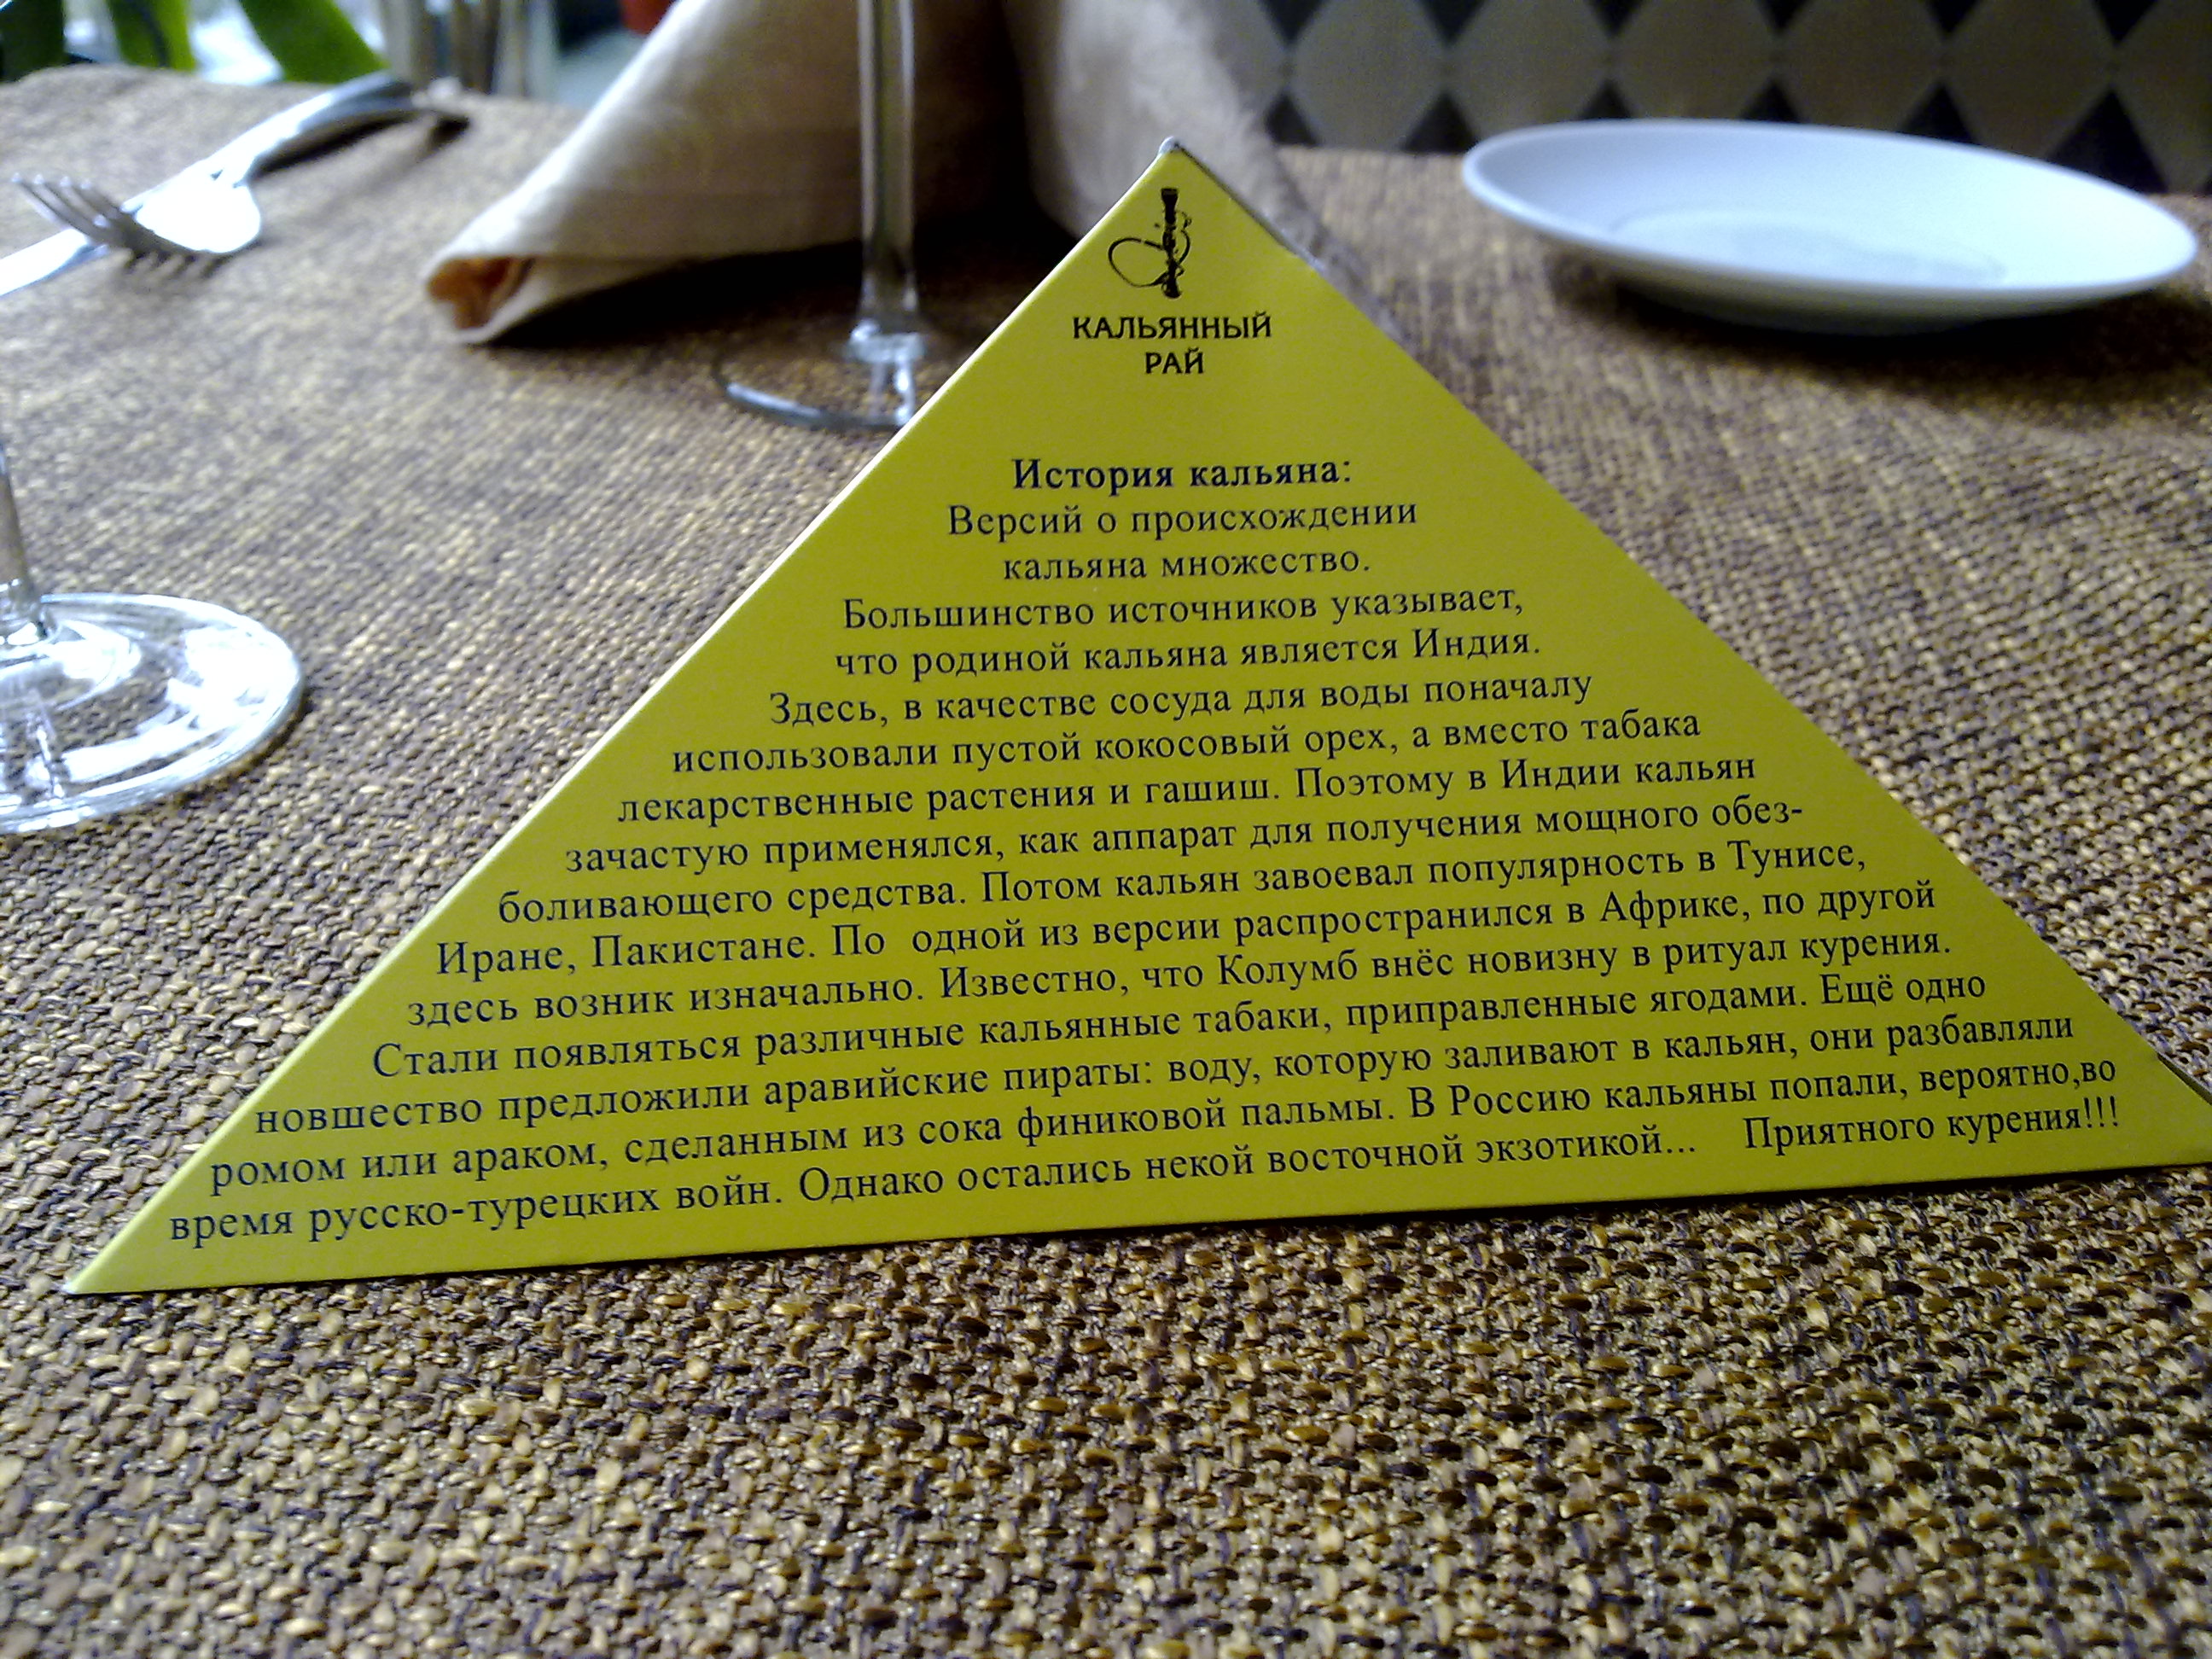 КАЛЬЯННЫЙ
РАЙ
История кальяна:
Версий о происхождении
кальяна множество.
Большинство источников указывает,
что родиной кальяна является Индия.
Здесь, в качестве сосуда для воды поначалу
использовали пустой кокосовый орех, а вместо табака
лекарственные растения и гашиш. Поэтому в Индии кальян
зачастую применялся, как аппарат для получения мощного обез-
боливающего средства. Потом кальян завоевал популярность в Тунисе,
Иране, Пакистане. По одной из версии распространился в Африке, по другой
здесь возник изначально. Известно, что Колумб внёс новизну в ритуал курения.
Стали появляться различные кальянные табаки, приправленные ягодами. Ещё одно
новшество предложили аравийские пираты: воду, которую заливают в кальян, они разбавляли
ромом или араком, сделанным из сока финиковой пальмы. В Россию кальяны попали, вероятно,во
время русско-турецких войн. Однако остались некой восточной экзотикой... Приятного курения!!!